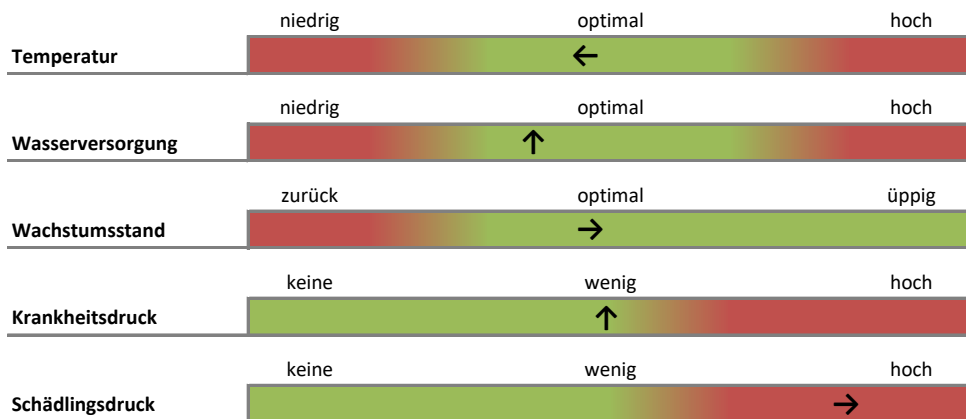 niedrig optimal hoch
Temperatur ←
niedrig optimal hoch
Wasserversorgung ↑
zurück optimal üppig
Wachstumsstand →
keine wenig hoch
Krankheitsdruck ↑
keine wenig hoch
Schädlingsdruck →